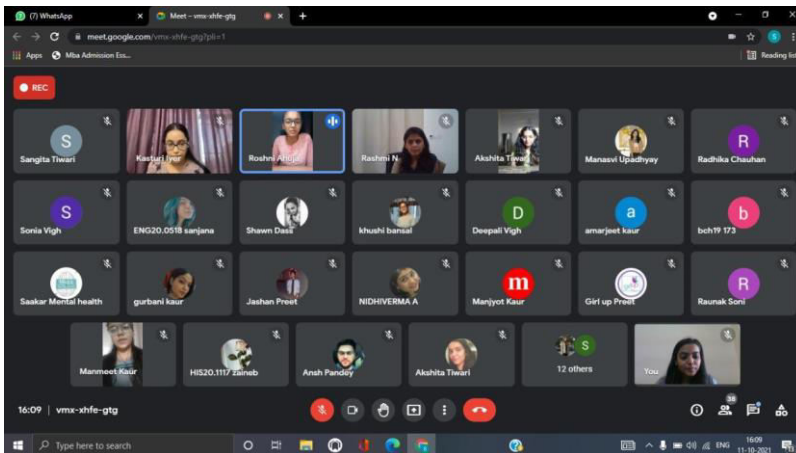 (7) WhatsApp
Meet – vmx-xhfe-gtg
meet.google.com/vmx-xhfe-gtg?pli=1
S
Apps
Mba Admission Ess...
Reading list
REC
S
Sangita Tiwari
Kasturi Iyer
Roshni Ahuja
Rashmi N
Akshita Tiwari
Manasvi Upadhyay
R
Radhika Chauhan
S
Sonia Vigh
ENG20.0518 sanjana
Shawn Dass
khushi bansal
D
Deepali Vigh
a
amarjeet kaur
b
bch19 173
Saakar Mental health
gurbani kaur
Jashan Preet
NIDHIVERMA A
m
Manjyot Kaur
Girl up Preet
R
Raunak Soni
Manmeet Kaur
HIS20.1117 zaineb
Ansh Pandey
Akshita Tiwari
S
12 others
You
16:09 | vmx-xhfe-gtg
38
Type here to search
ENG
16:09
11-10-2021